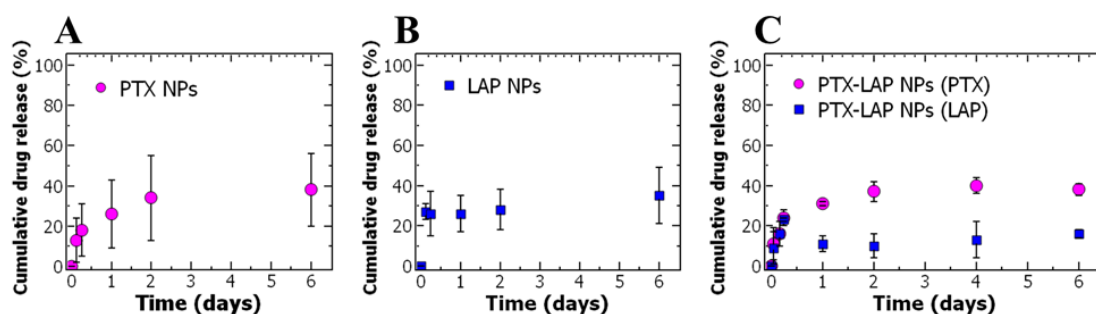 A
Cumulative drug release (%)
100
80
60
40
20
0
PTX NPs
0 1 2 3 4 5 6
Time (days)
B
Cumulative drug release (%)
100
80
60
40
20
0
LAP NPs
0 1 2 3 4 5 6
Time (days)
C
Cumulative drug release (%)
100
80
60
40
20
0
PTX-LAP NPs (PTX)
PTX-LAP NPs (LAP)
0 1 2 3 4 5 6
Time (days)